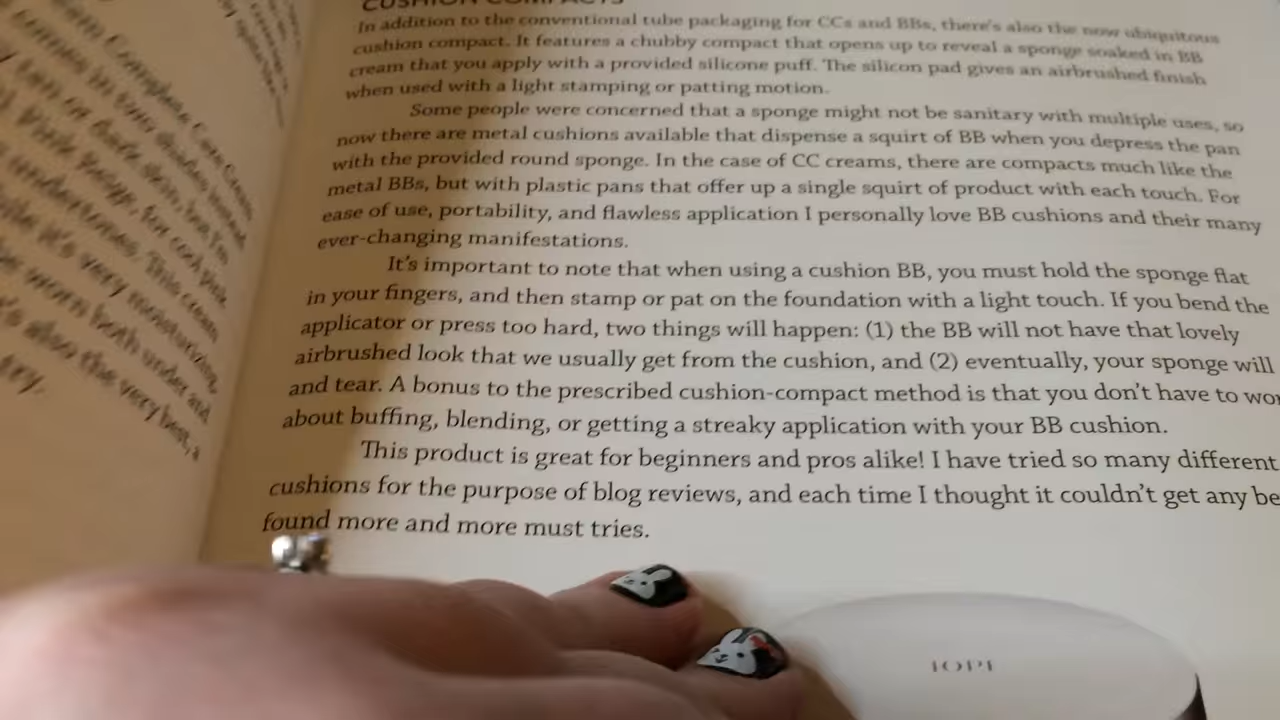 CUSHION COMPACTS
In addition to the conventional tube packaging for CCs and BBs, there's also the now ubiquitous
cushion compact. It features a chubby compact that opens up to reveal a sponge soaked in BB
cream that you apply with a provided silicone puff. The silicon pad gives an airbrushed finish
when used with a light stamping or patting motion.
Some people were concerned that a sponge might not be sanitary with multiple uses, so
now there are metal cushions available that dispense a squirt of BB when you depress the pan
with the provided round sponge. In the case of CC creams, there are compacts much like the
metal BBs, but with plastic pans that offer up a single squirt of product with each touch. For
ease of use, portability, and flawless application I personally love BB cushions and their many
ever-changing manifestations.
It's important to note that when using a cushion BB, you must hold the sponge flat
in your fingers, and then stamp or pat on the foundation with a light touch. If you bend the
applicator or press too hard, two things will happen: (1) the BB will not have that lovely
airbrushed look that we usually get from the cushion, and (2) eventually, your sponge will
and tear. A bonus to the prescribed cushion-compact method is that you don't have to wor
about buffing, blending, or getting a streaky application with your BB cushion.
This product is great for beginners and pros alike! I have tried so many different
cushions for the purpose of blog reviews, and each time I thought it couldn't get any be
found more and more must tries.
IOPE